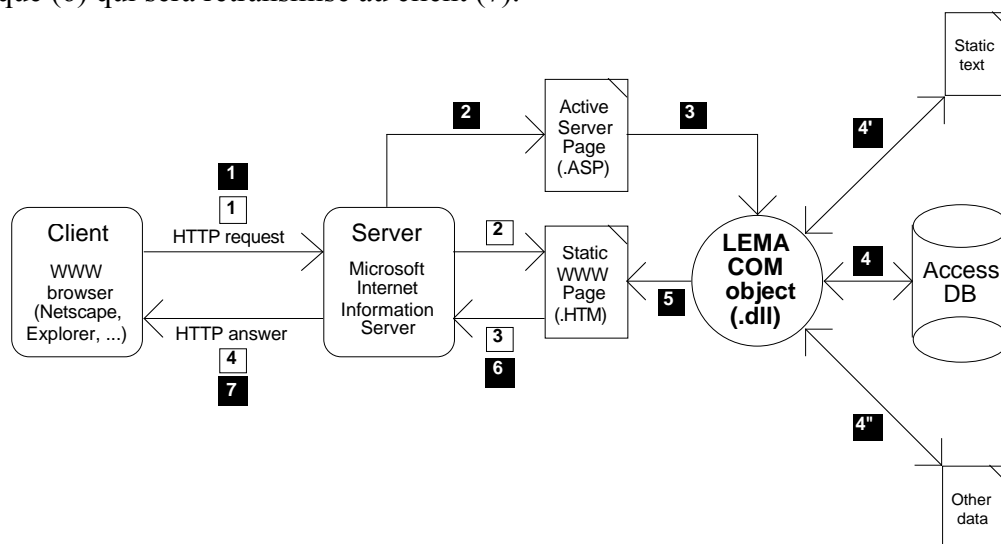 que (6) qui sera retransmise au client (7).
Static
text
2
Active
Server
Page
(.ASP)
3
4'
1
1
HTTP request
Client
WWW
browser
(Netscape,
Explorer, ...)
HTTP answer
4
7
Server
Microsoft
Internet
Information
Server
2
3
6
Static
WWW
Page
(.HTM)
5
LEMA
COM
object
(.dll)
4
Access
DB
4"
Other
data